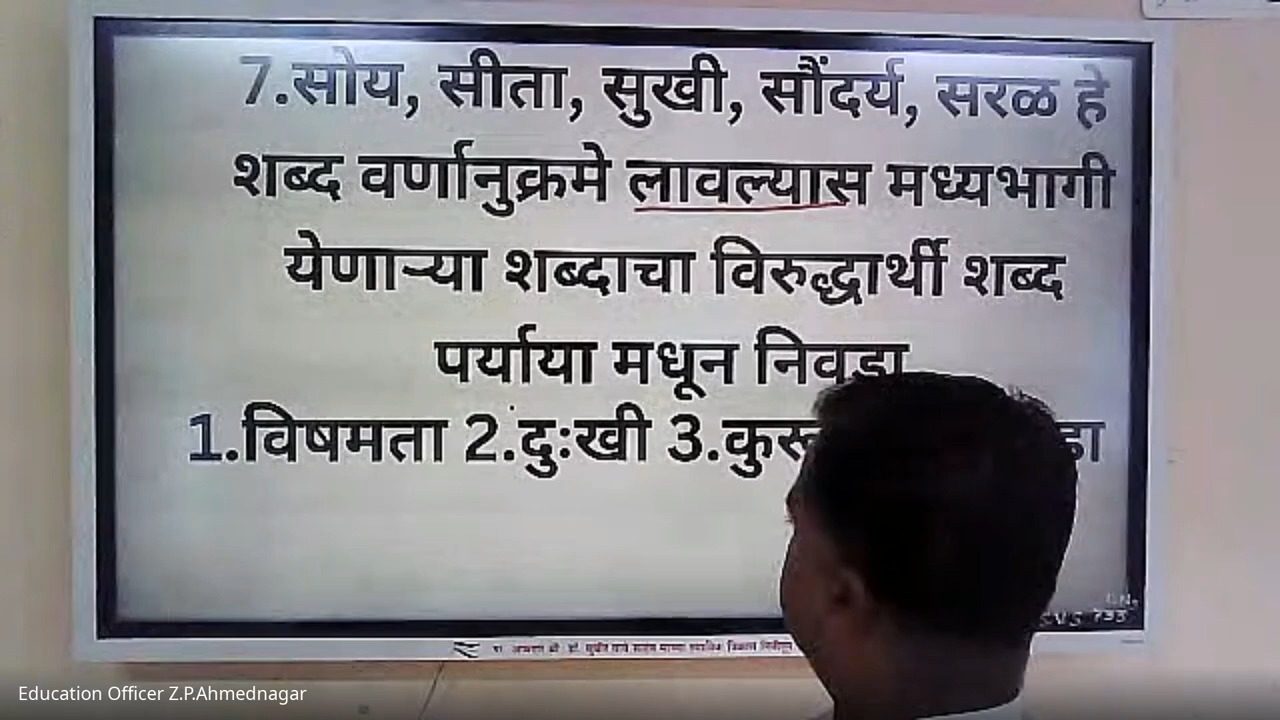 7.सोय, सीता, सुखी, सौंदर्य, सरळ हे
शब्द वर्णानुक्रमे लावल्यास मध्यभागी
येणाऱ्या शब्दाचा विरुद्धार्थी शब्द
पर्याया मधून निवडा
1.विषमता 2.दुःखी 3.
Education Officer Z.P.Ahmednagar